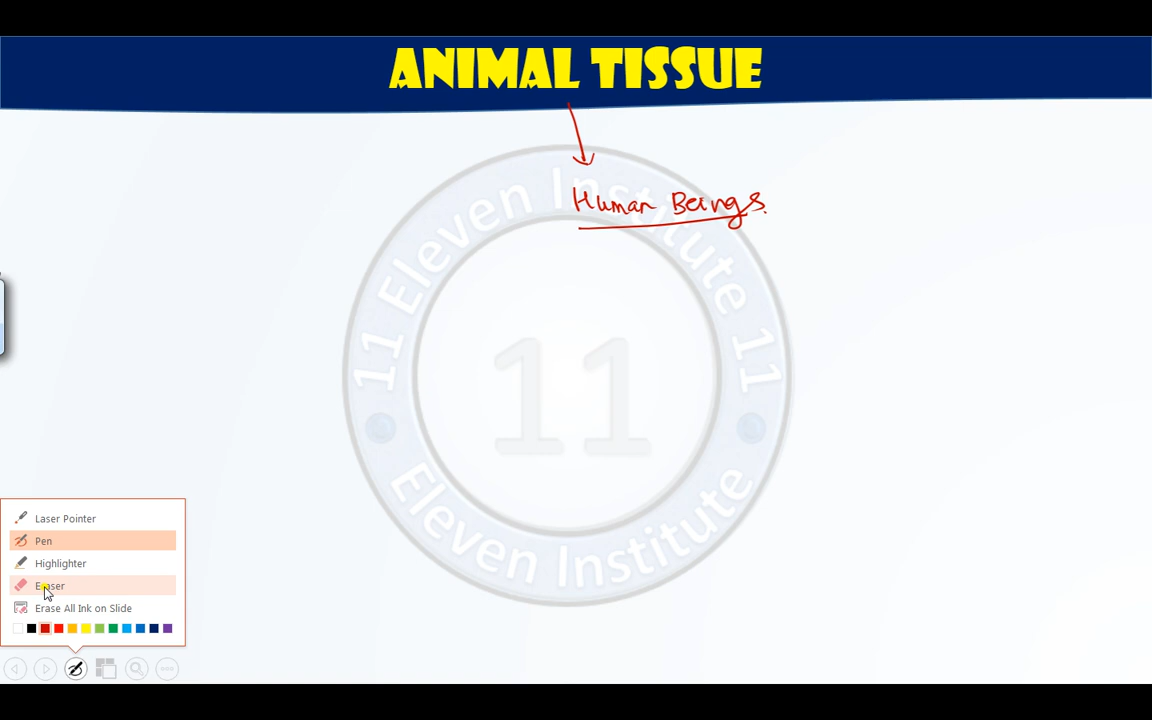 ANIMAL TISSUE
Human Beings.
11 Eleven Institute 11
11
Eleven Institute
Laser Pointer
Pen
Highlighter
Eraser
Erase All Ink on Slide